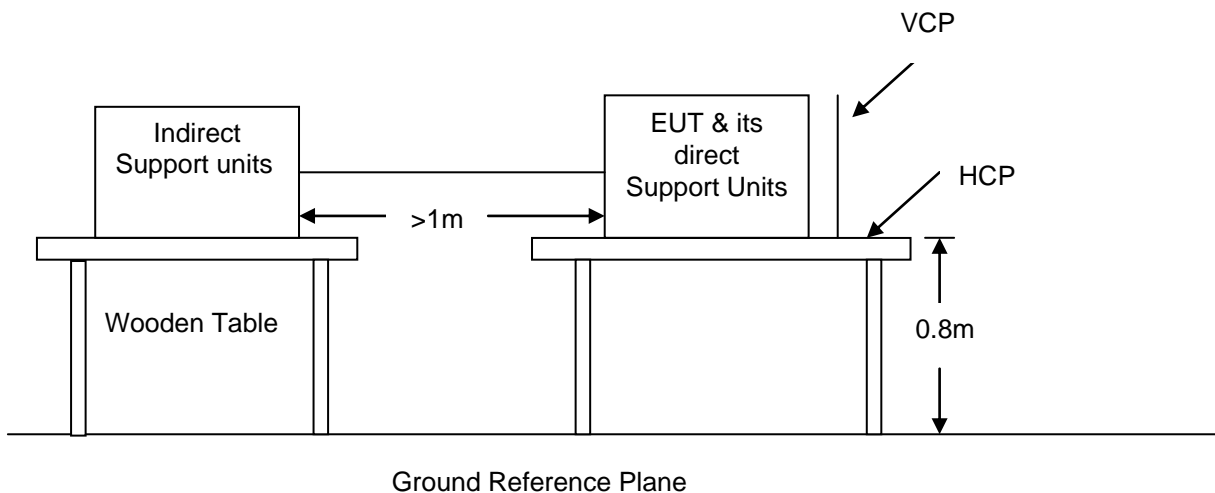 VCP
Indirect
Support units
EUT & its
direct
Support Units
HCP
>1m
Wooden Table
0.8m
Ground Reference Plane